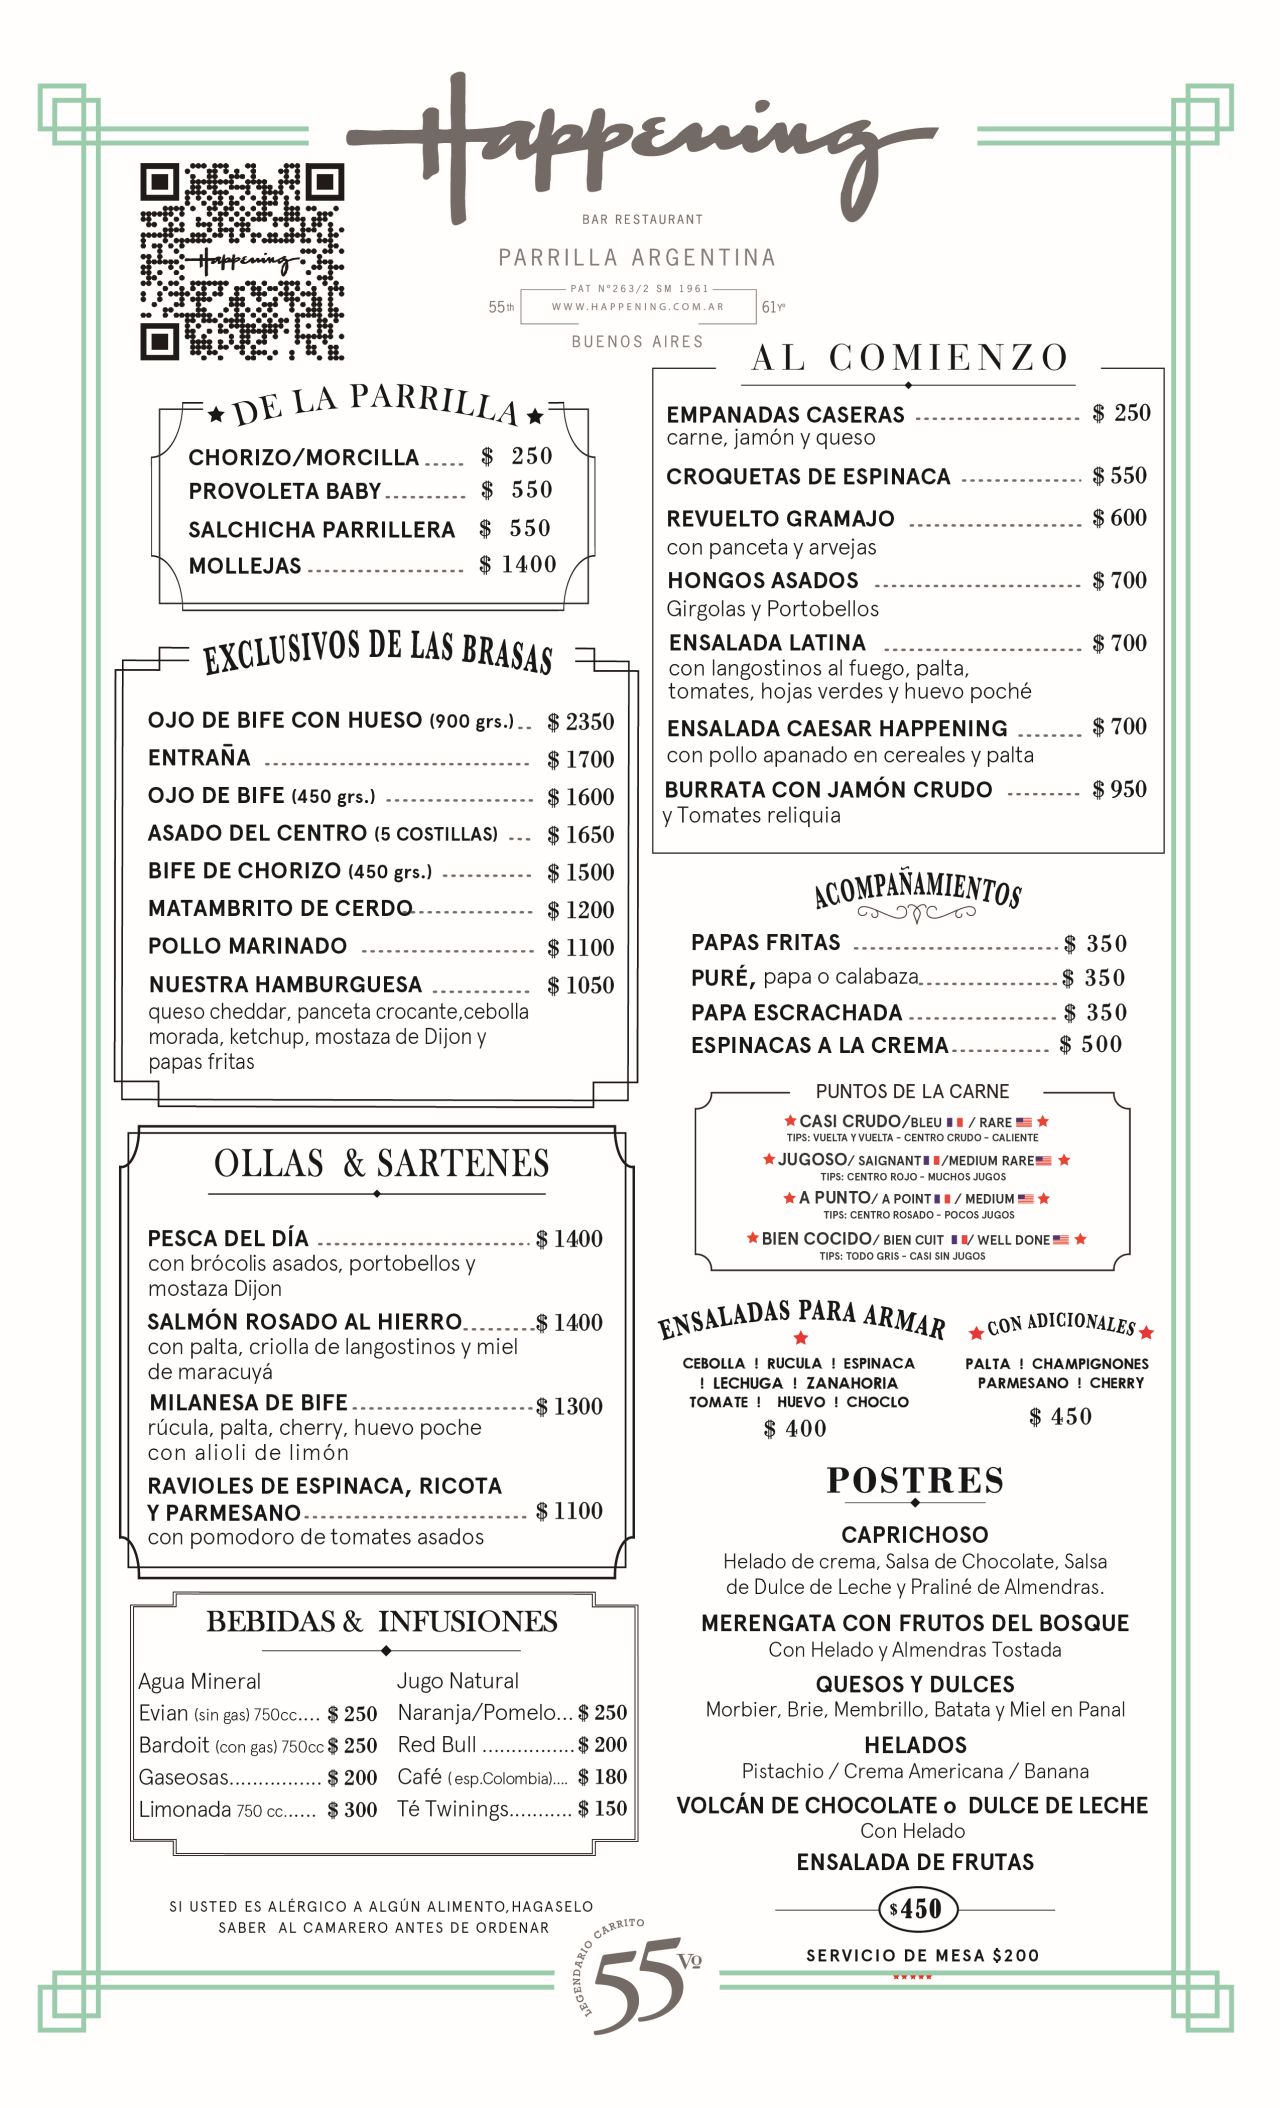 Happening
BAR RESTAURANT
PARRILLA ARGENTINA
PAT Nº263/2 SM 1961
55th WWW.HAPPENING.COM.AR 61Yº
BUENOS AIRES
Happening
DE LA PARRILLA
CHORIZO/MORCILLA ..... $ 250
PROVOLETA BABY.......... $ 550
SALCHICHA PARRILLERA $ 550
MOLLEJAS .................. $ 1400
EXCLUSIVOS DE LAS BRASAS
OJO DE BIFE CON HUESO (900 grs.).. $ 2350
ENTRAÑA .............................. $ 1700
OJO DE BIFE (450 grs.) ................. $ 1600
ASADO DEL CENTRO (5 COSTILLAS) ... $ 1650
BIFE DE CHORIZO (450 grs.) ........... $ 1500
MATAMBRITO DE CERDO.............. $ 1200
POLLO MARINADO .................... $ 1100
NUESTRA HAMBURGUESA ............ $ 1050
queso cheddar, panceta crocante,cebolla
morada, ketchup, mostaza de Dijon y
papas fritas
OLLAS & SARTENES
PESCA DEL DÍA ........................ $ 1400
con brócolis asados, portobellos y
mostaza Dijon
SALMÓN ROSADO AL HIERRO........ $ 1400
con palta, criolla de langostinos y miel
de maracuyá
MILANESA DE BIFE..................... $ 1300
rúcula, palta, cherry, huevo poche
con alioli de limón
RAVIOLES DE ESPINACA, RICOTA
Y PARMESANO.......................... $ 1100
con pomodoro de tomates asados
BEBIDAS & INFUSIONES
Agua Mineral
Evian (sin gas) 750cc.... $ 250
Bardoit (con gas) 750cc $ 250
Gaseosas................ $ 200
Limonada 750 cc...... $ 300
Jugo Natural
Naranja/Pomelo... $ 250
Red Bull ................ $ 200
Café (esp.Colombia).... $ 180
Té Twinings........... $ 150
SI USTED ES ALÉRGICO A ALGÚN ALIMENTO,HAGASELO
SABER AL CAMARERO ANTES DE ORDENAR
AL COMIENZO
EMPANADAS CASERAS ................... $ 250
carne, jamón y queso
CROQUETAS DE ESPINACA .............. $ 550
REVUELTO GRAMAJO .................... $ 600
con panceta y arvejas
HONGOS ASADOS ........................ $ 700
Girgolas y Portobellos
ENSALADA LATINA ....................... $ 700
con langostinos al fuego, palta,
tomates, hojas verdes y huevo poché
ENSALADA CAESAR HAPPENING ....... $ 700
con pollo apanado en cereales y palta
BURRATA CON JAMÓN CRUDO ........ $ 950
y Tomates reliquia
ACOMPAÑAMIENTOS
PAPAS FRITAS ........................ $ 350
PURÉ, papa o calabaza................ $ 350
PAPA ESCRACHADA ................. $ 350
ESPINACAS A LA CREMA............ $ 500
PUNTOS DE LA CARNE
CASI CRUDO/BLEU / RARE
TIPS: VUELTA Y VUELTA - CENTRO CRUDO - CALIENTE
JUGOSO/ SAIGNANT /MEDIUM RARE
TIPS: CENTRO ROJO - MUCHOS JUGOS
A PUNTO/ A POINT / MEDIUM
TIPS: CENTRO ROSADO - POCOS JUGOS
BIEN COCIDO/ BIEN CUIT / WELL DONE
TIPS: TODO GRIS - CASI SIN JUGOS
ENSALADAS PARA ARMAR
CEBOLLA ! RUCULA ! ESPINACA
! LECHUGA ! ZANAHORIA
TOMATE ! HUEVO ! CHOCLO
$ 400
CON ADICIONALES
PALTA ! CHAMPIGNONES
PARMESANO ! CHERRY
$ 450
POSTRES
CAPRICHOSO
Helado de crema, Salsa de Chocolate, Salsa
de Dulce de Leche y Praliné de Almendras.
MERENGATA CON FRUTOS DEL BOSQUE
Con Helado y Almendras Tostada
QUESOS Y DULCES
Morbier, Brie, Membrillo, Batata y Miel en Panal
HELADOS
Pistachio / Crema Americana / Banana
VOLCÁN DE CHOCOLATE o DULCE DE LECHE
Con Helado
ENSALADA DE FRUTAS
$450
SERVICIO DE MESA $200
LEGENDARIO CARRITO
55 Vº